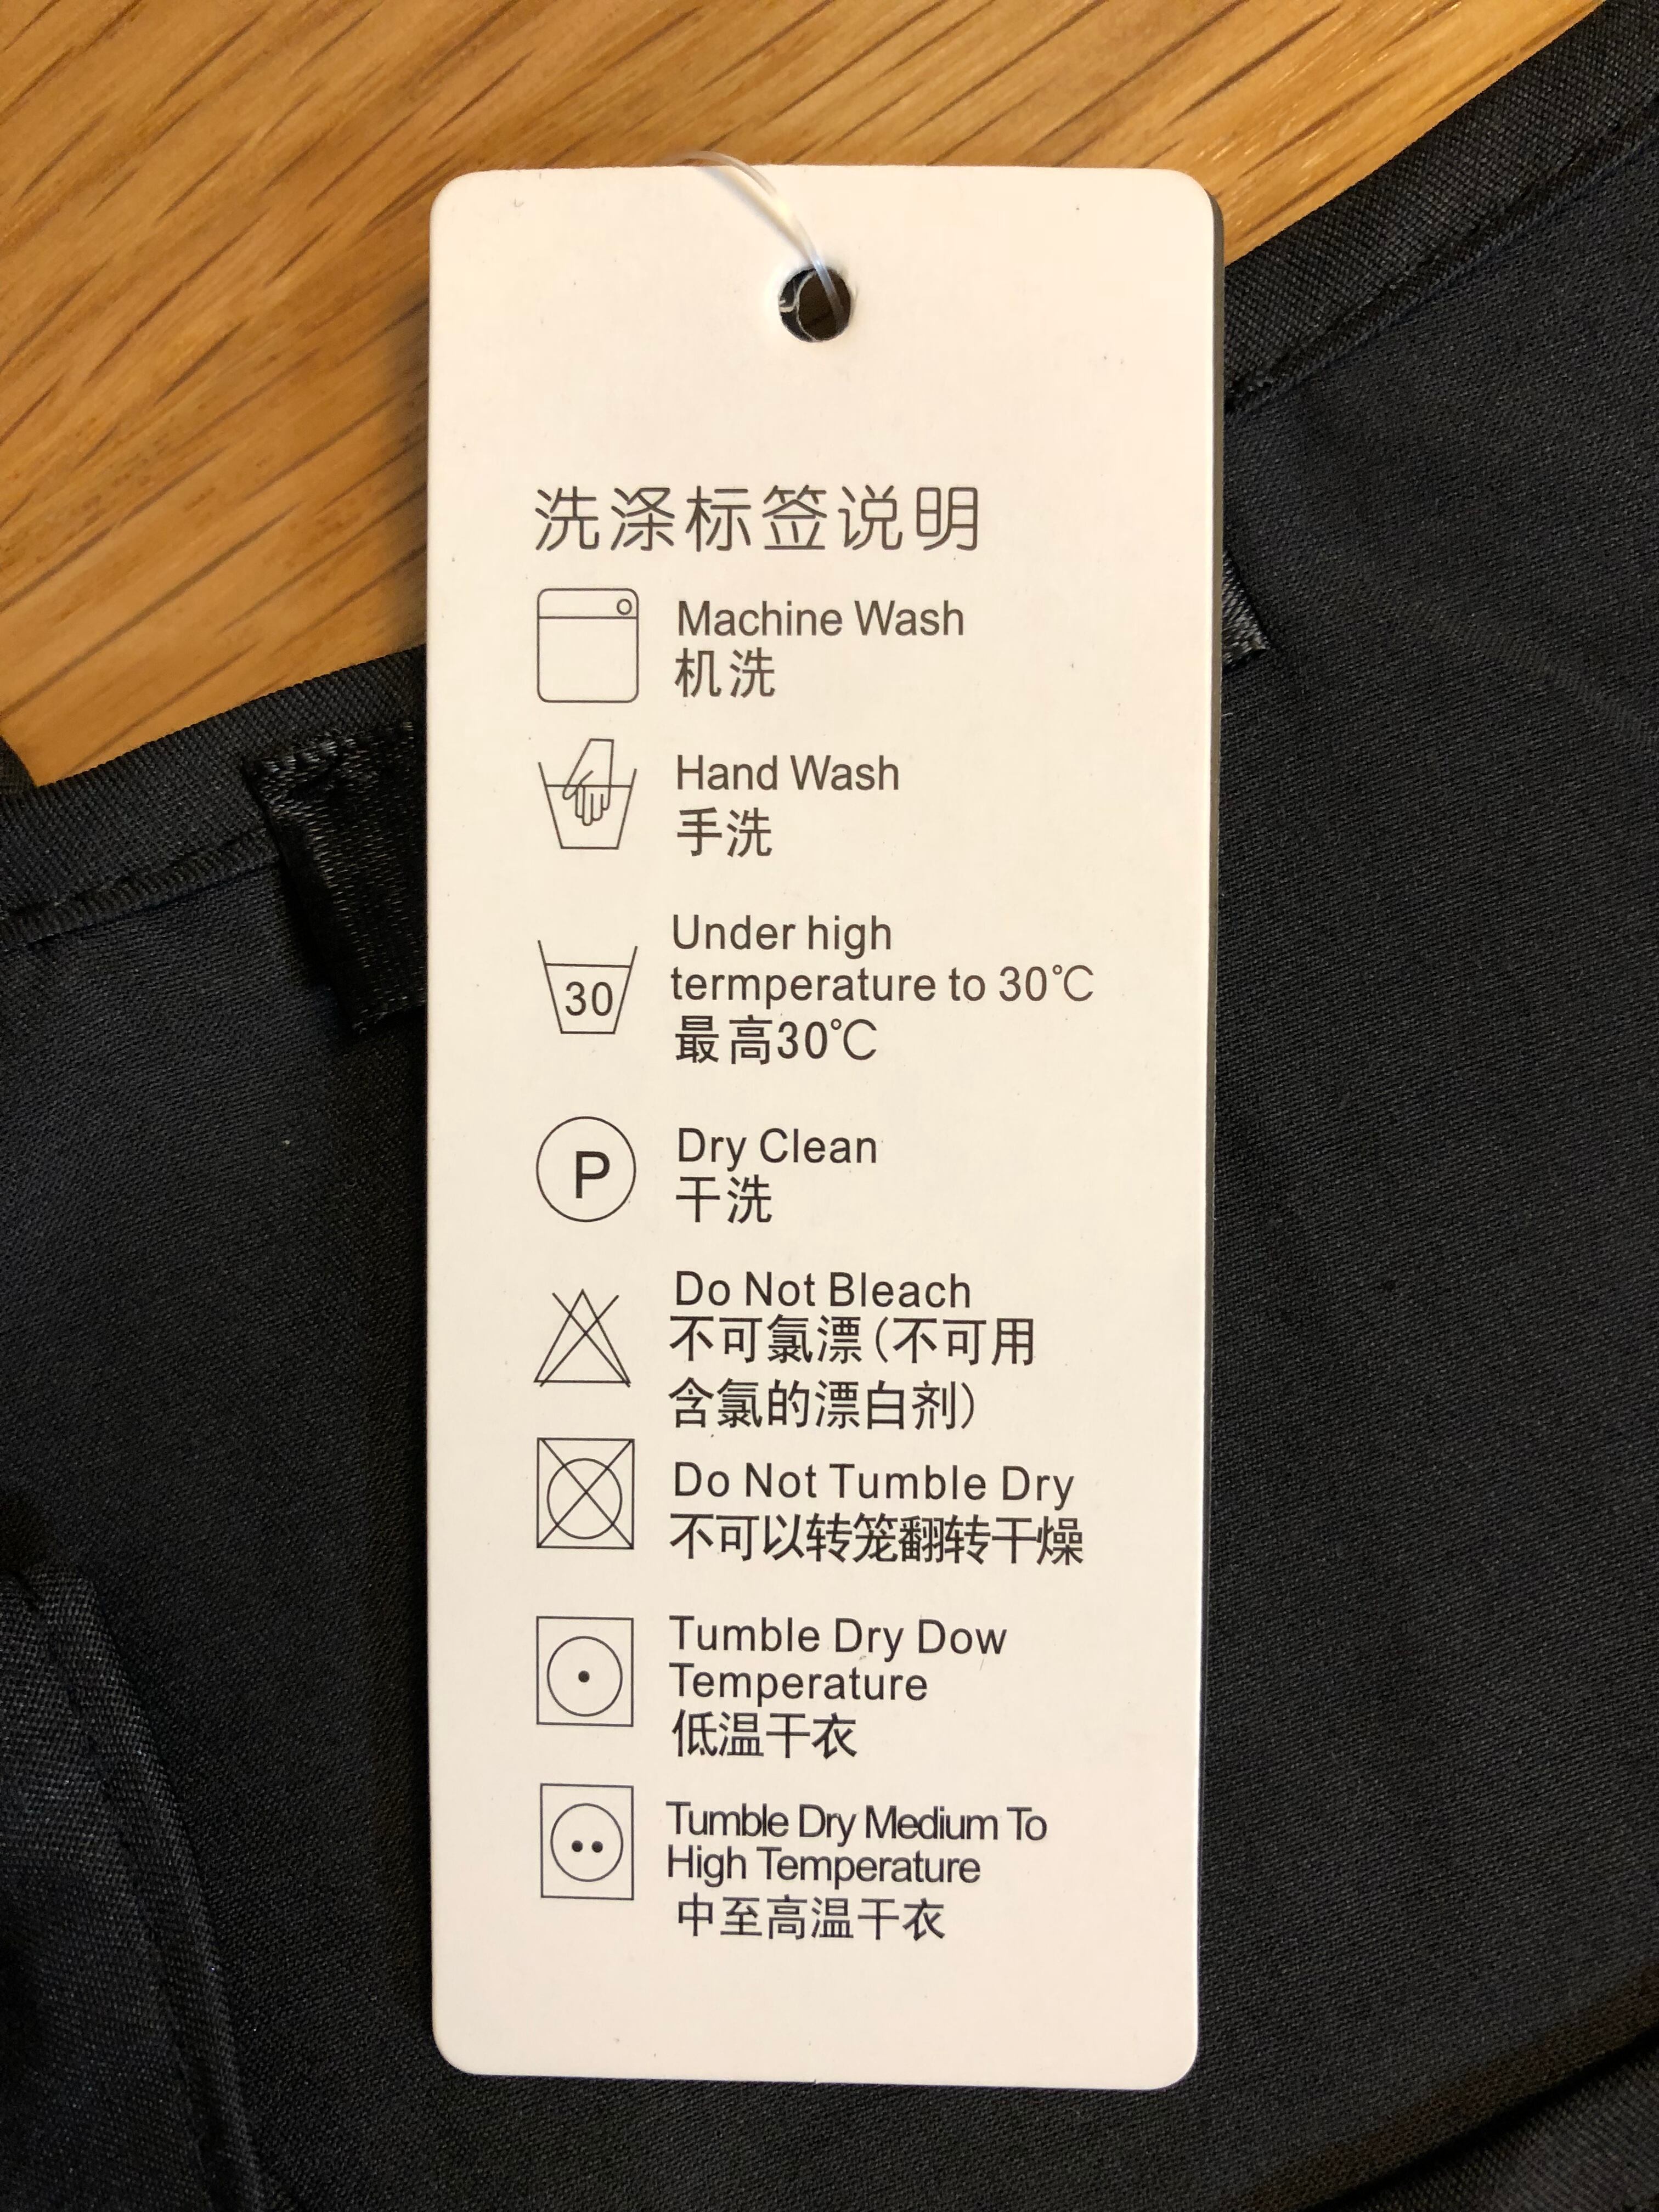 洗涤标签说明
Machine Wash
机洗
Hand Wash
手洗
Under high
termperature to 30℃
30
最高30℃
P
Dry Clean
干洗
Do Not Bleach
不可氯漂(不可用
含氯的漂白剂)
Do Not Tumble Dry
不可以转笼翻转干燥
Tumble Dry Dow
Temperature
低温干衣
Tumble Dry Medium To
High Temperature
中至高温干衣